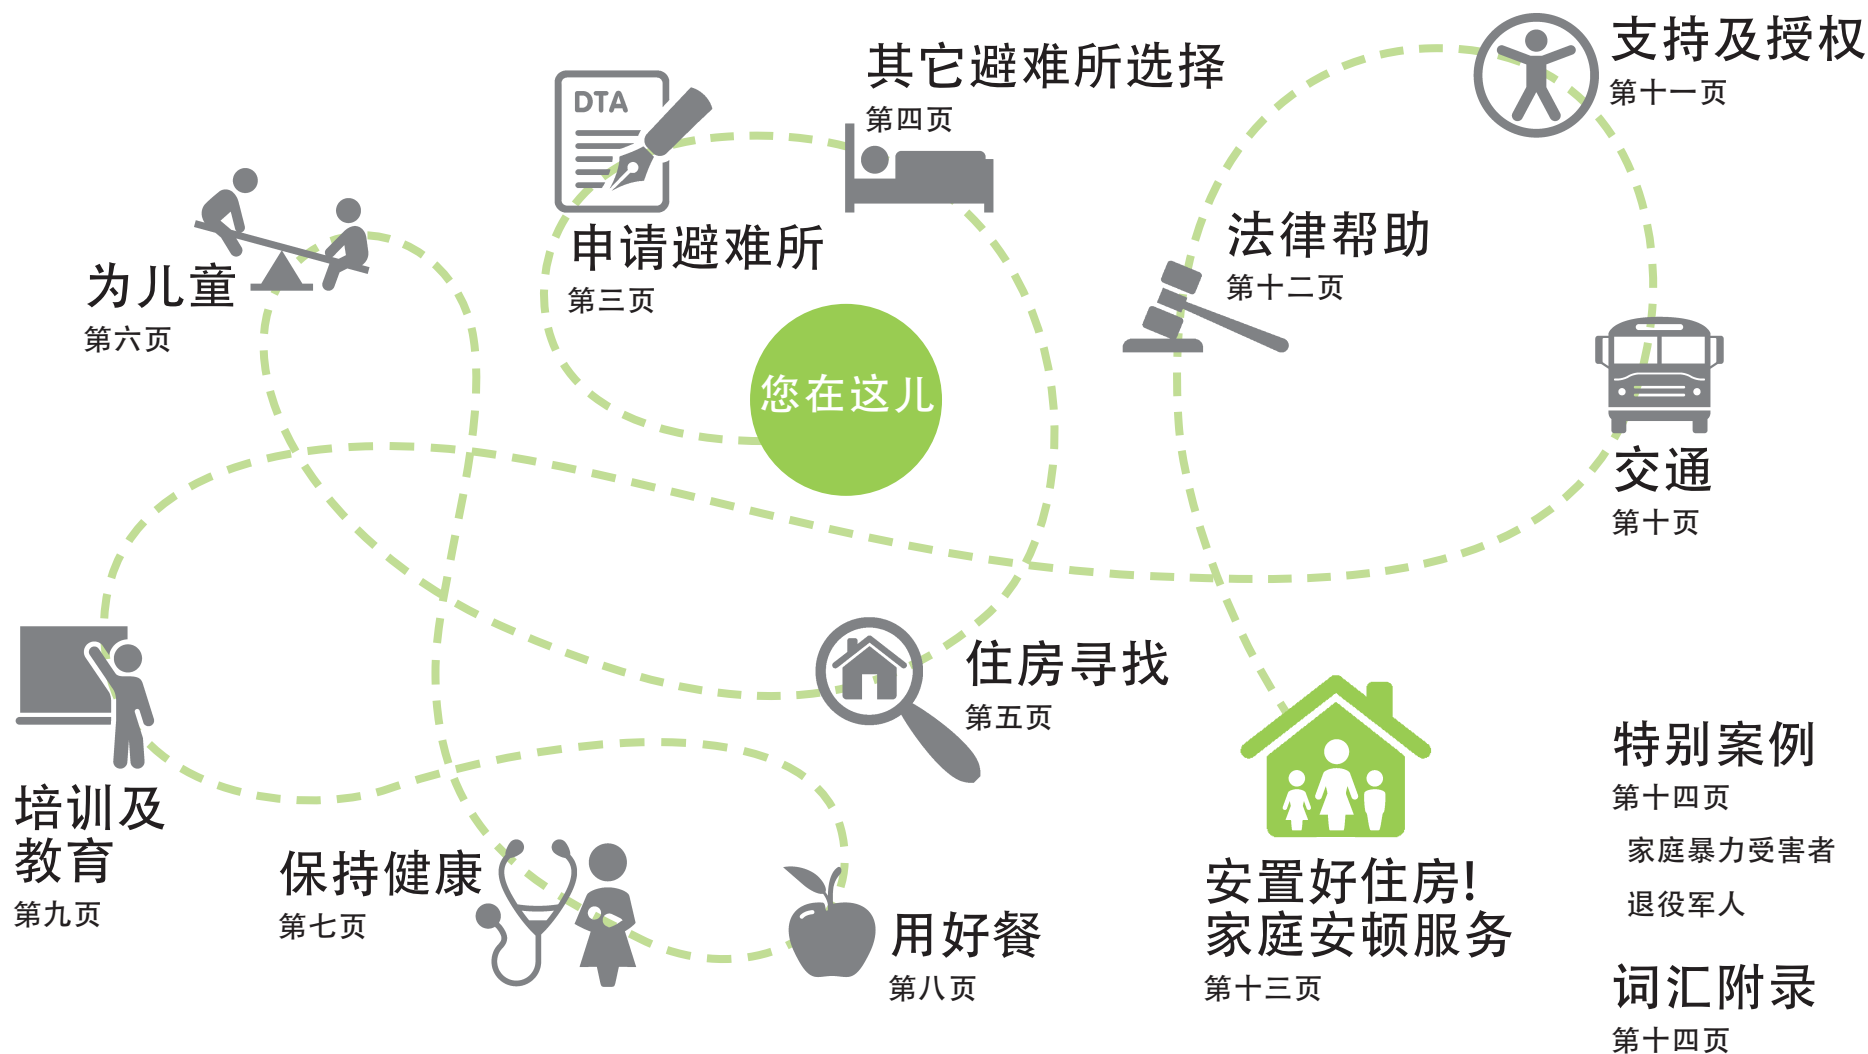 支持及授权
第十一页
其它避难所选择
第四页
DTA
申请避难所
第三页
法律帮助
第十二页
为儿童
第六页
您在这儿
交通
第十页
住房寻找
第五页
特别案例
第十四页
家庭暴力受害者
退役军人
培训及
教育
第九页
保持健康
第七页
用好餐
第八页
安置好住房!
家庭安顿服务
第十三页
词汇附录
第十四页